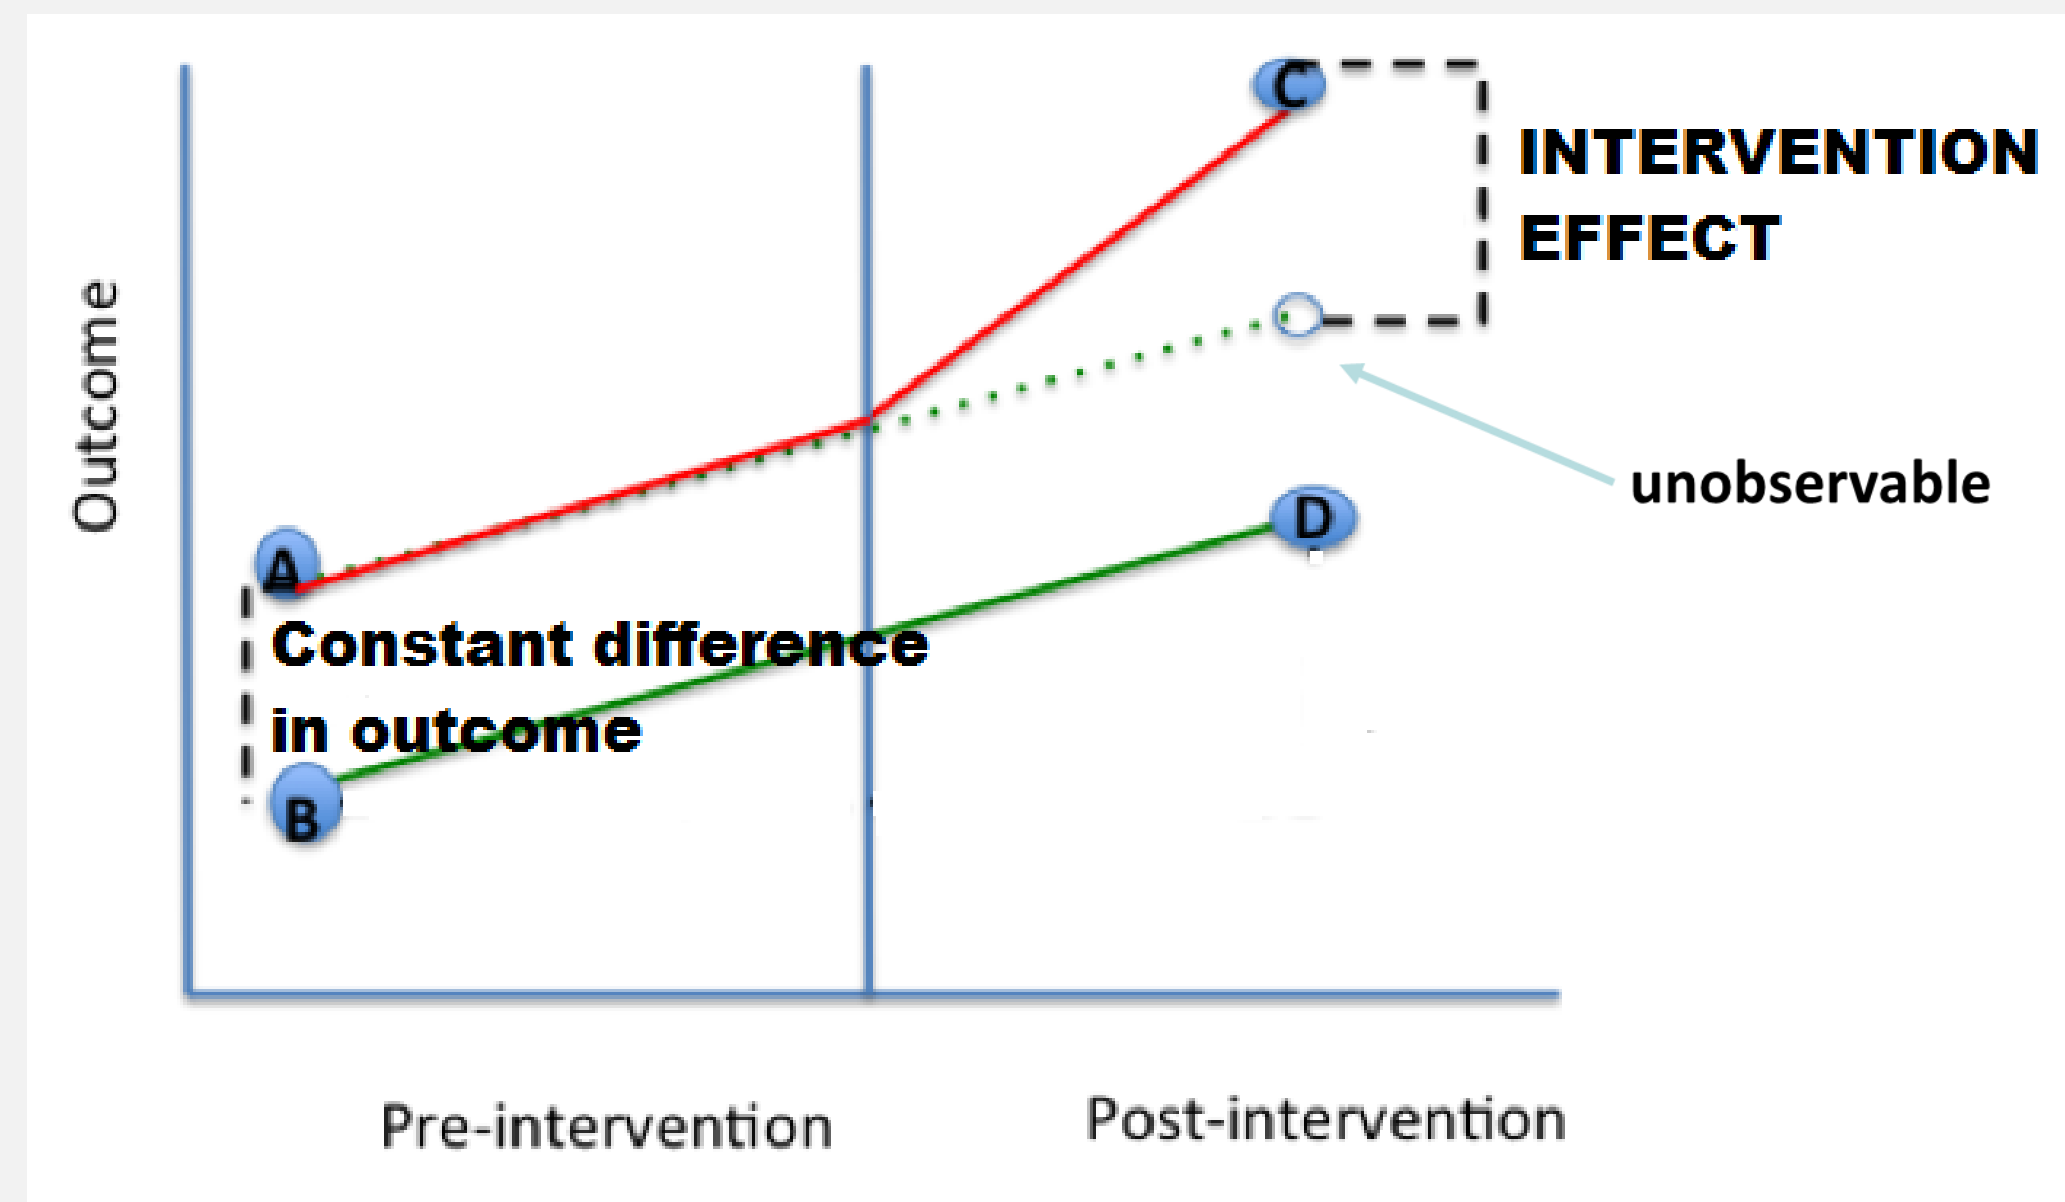 C
INTERVENTION
EFFECT
Outcome
unobservable
D
A
Constant difference
in outcome
B
Pre-intervention
Post-intervention